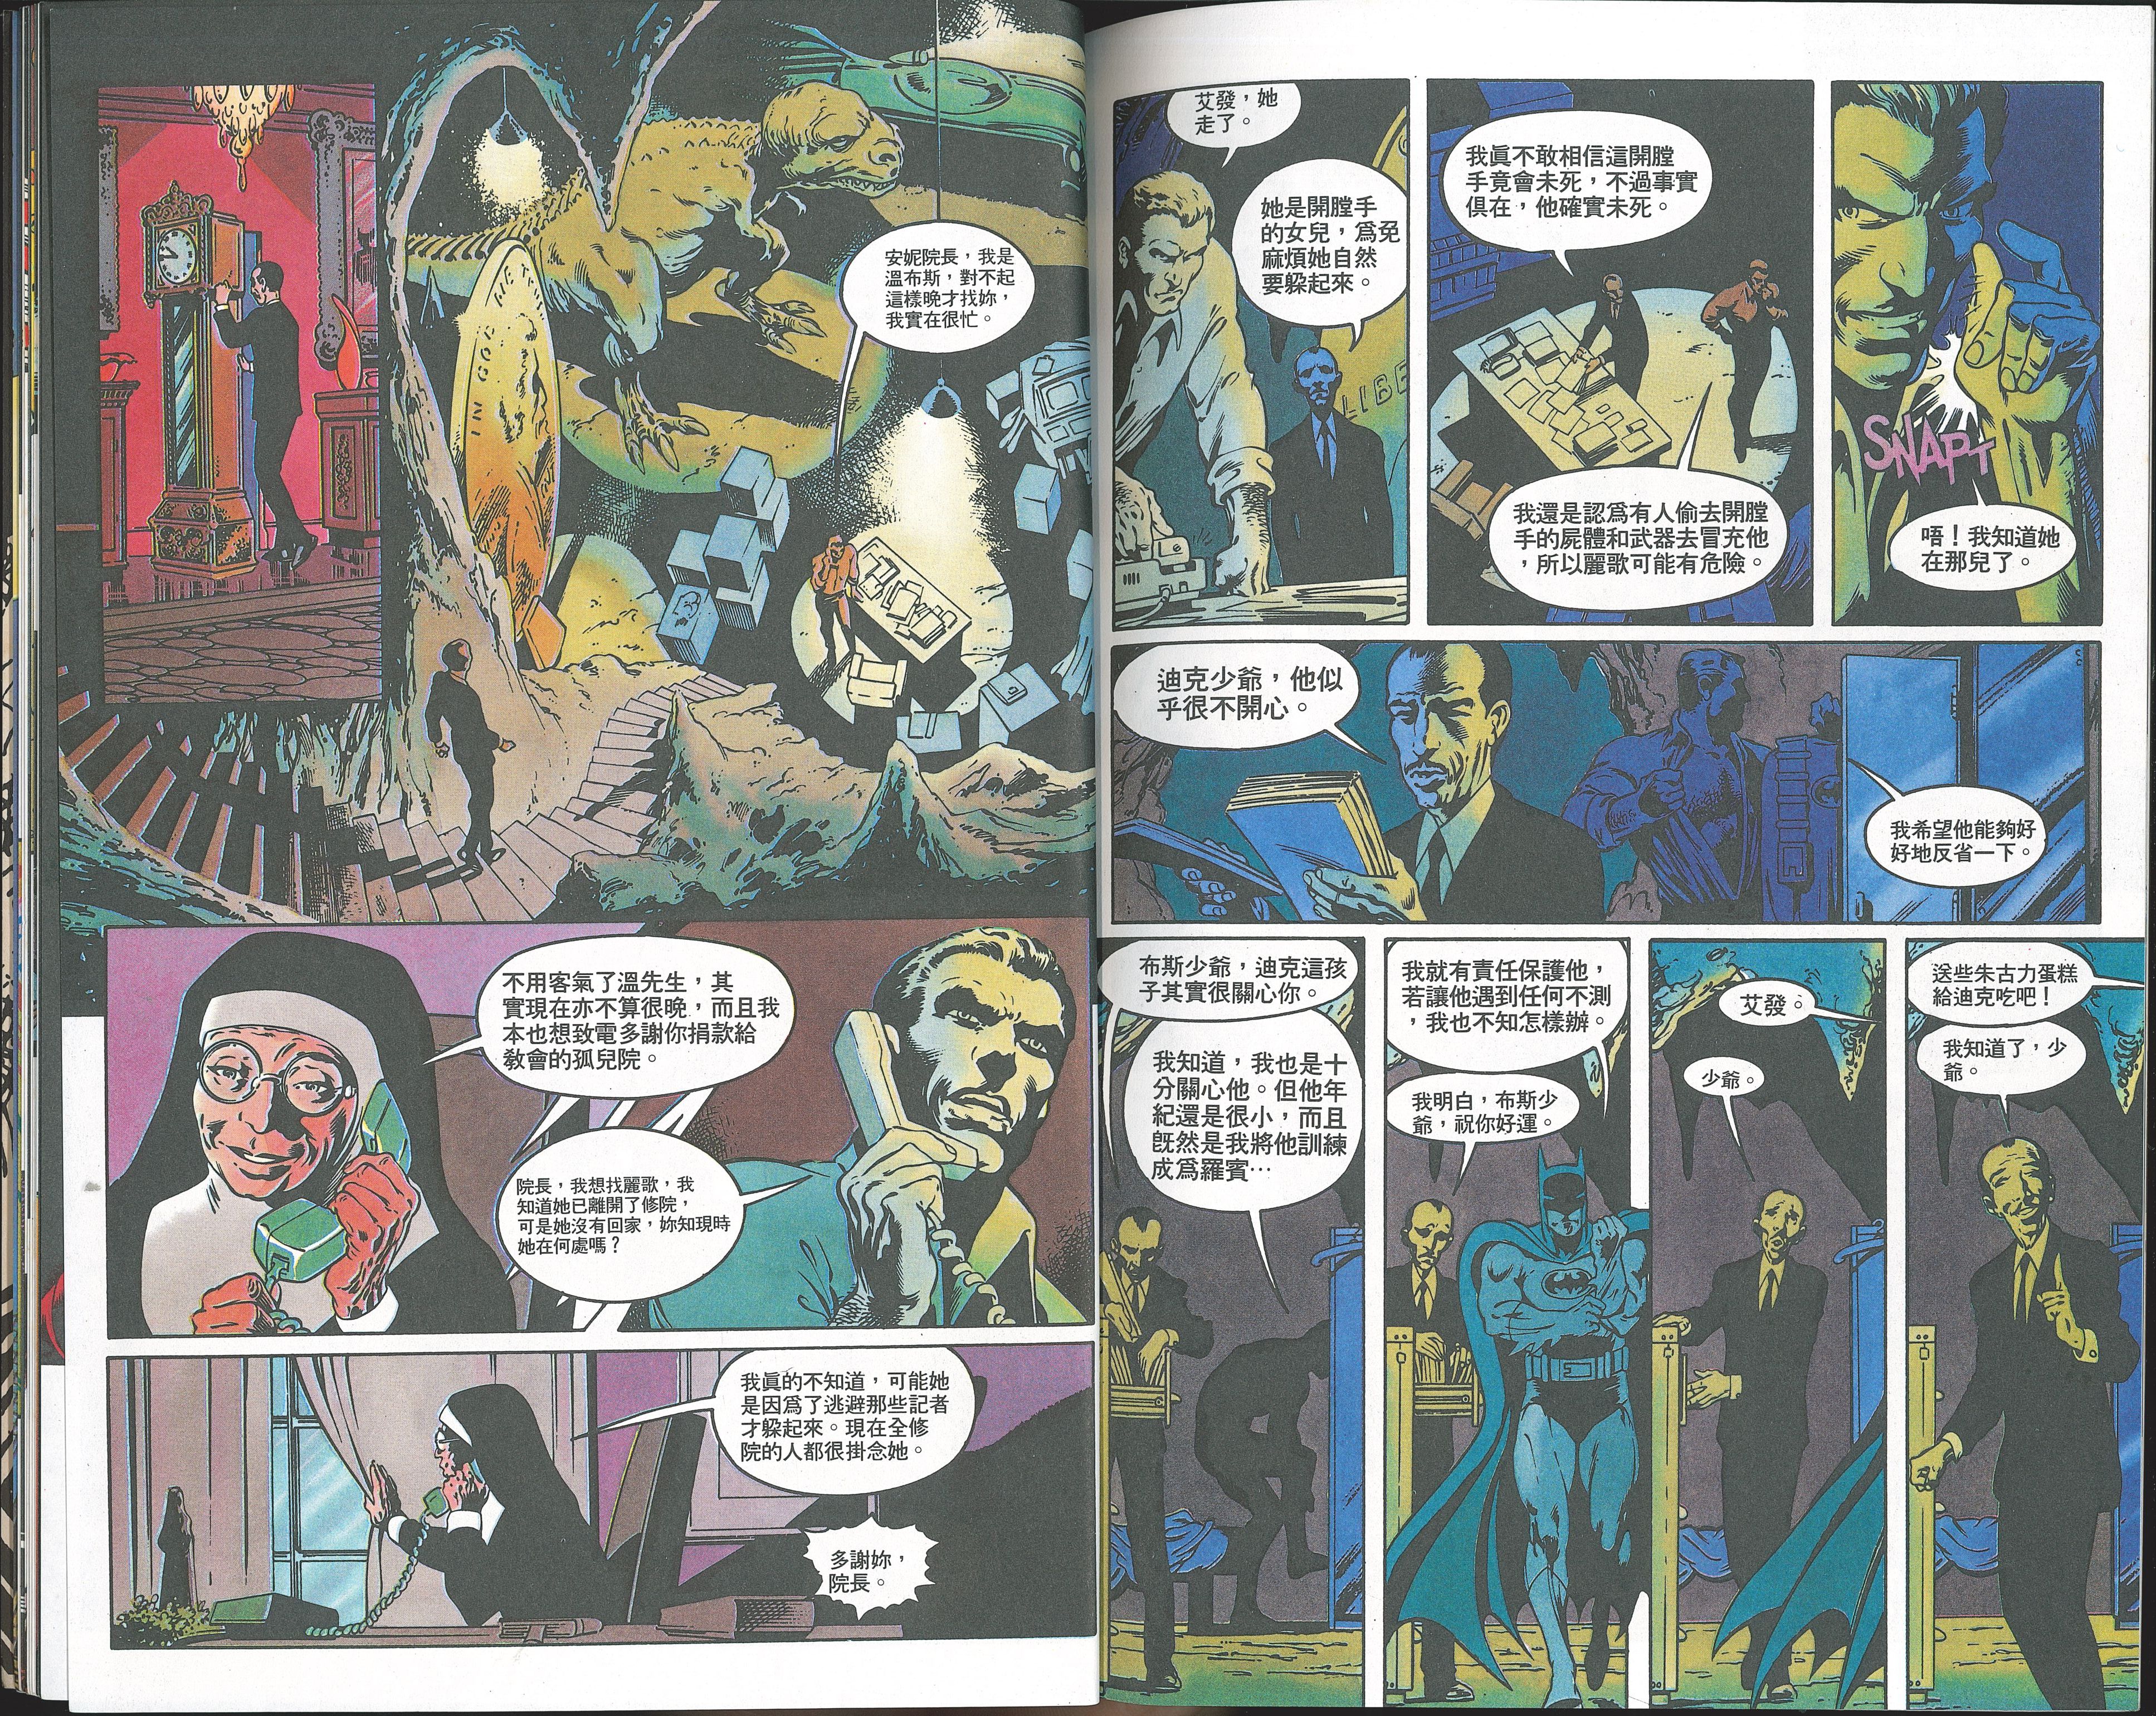 安妮院長，我是
溫布斯，對不起
這樣晚才找妳，
我實在很忙。
IN GOD WE T
不用客氣了溫先生，其
實現在亦不算很晚，而且我
本也想致電多謝你捐款給
教會的孤兒院。
院長，我想找麗歌，我
知道她已離開了修院，
可是她沒有回家，妳知現時
她在何處嗎？
我眞的不知道，可能她
是因爲了逃避那些記者
才躱起來。現在全修
院的人都很掛念她。
多謝妳，
院長。
艾發，她
走了。
她是開膛手
的女兒，爲免
麻煩她自然
要躱起來。
LIBE
我眞不敢相信這開膛
手竟會未死，不過事實
俱在，他確實未死。
我還是認爲有人偷去開膛
手的屍體和武器去冒充他
，所以麗歌可能有危險。
SNAPT
唔！我知道她
在那兒了。
迪克少爺，他似
乎很不開心。
我希望他能夠好
好地反省一下。
布斯少爺，迪克這孩
子其實很關心你。
我知道，我也是十
分關心他。但他年
紀還是很小，而且
旣然是我將他訓練
成爲羅賓…
我就有責任保護他，
若讓他遇到任何不測
，我也不知怎樣辦。
我明白，布斯少
爺，祝你好運。
艾發。
少爺。
送些朱古力蛋糕
給迪克吃吧！
我知道了，少
爺。